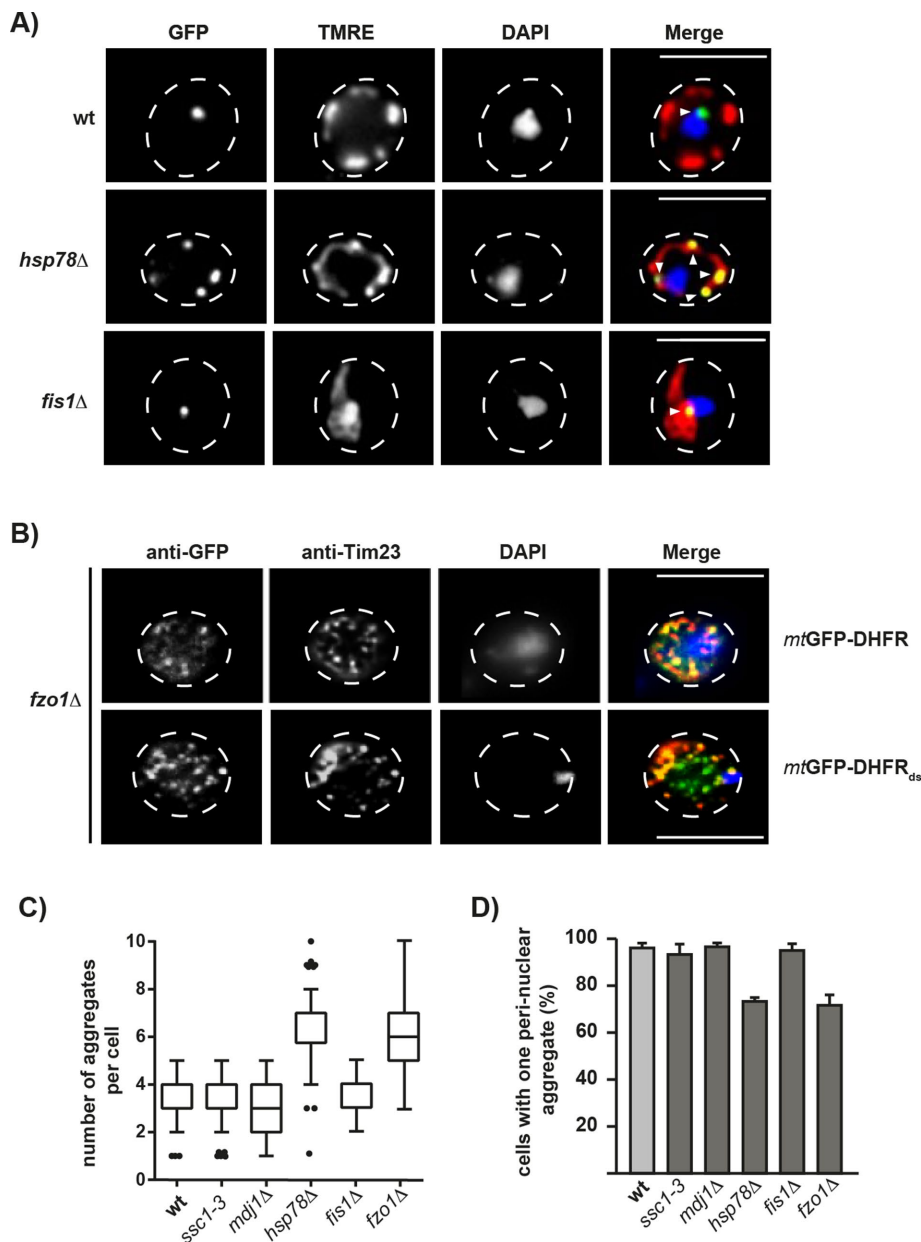 A)
GFP TMRE DAPI Merge
wt
hsp78Δ
fis1Δ
B)
anti-GFP anti-Tim23 DAPI Merge
fzo1Δ
mtGFP-DHFR
mtGFP-DHFRds
C)
number of aggregates
per cell
10
8
6
4
2
0
wt ssc1-3 mdj1Δ hsp78Δ fis1Δ fzo1Δ
D)
cells with one peri-nuclear
aggregate (%)
100
80
60
40
20
wt ssc1-3 mdj1Δ hsp78Δ fis1Δ fzo1Δ